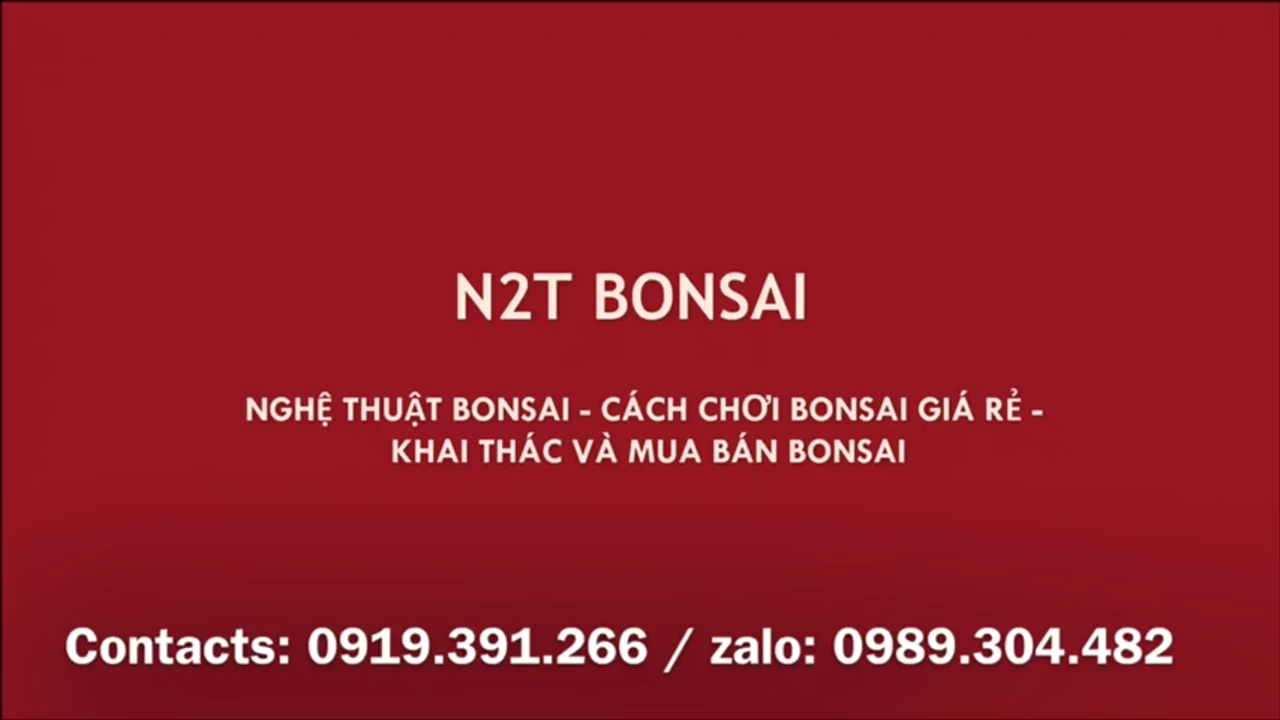 N2T BONSAI
NGHỆ THUẬT BONSAI - CÁCH CHƠI BONSAI GIÁ RẺ -
KHAI THÁC VÀ MUA BÁN BONSAI
Contacts: 0919.391.266 / zalo: 0989.304.482